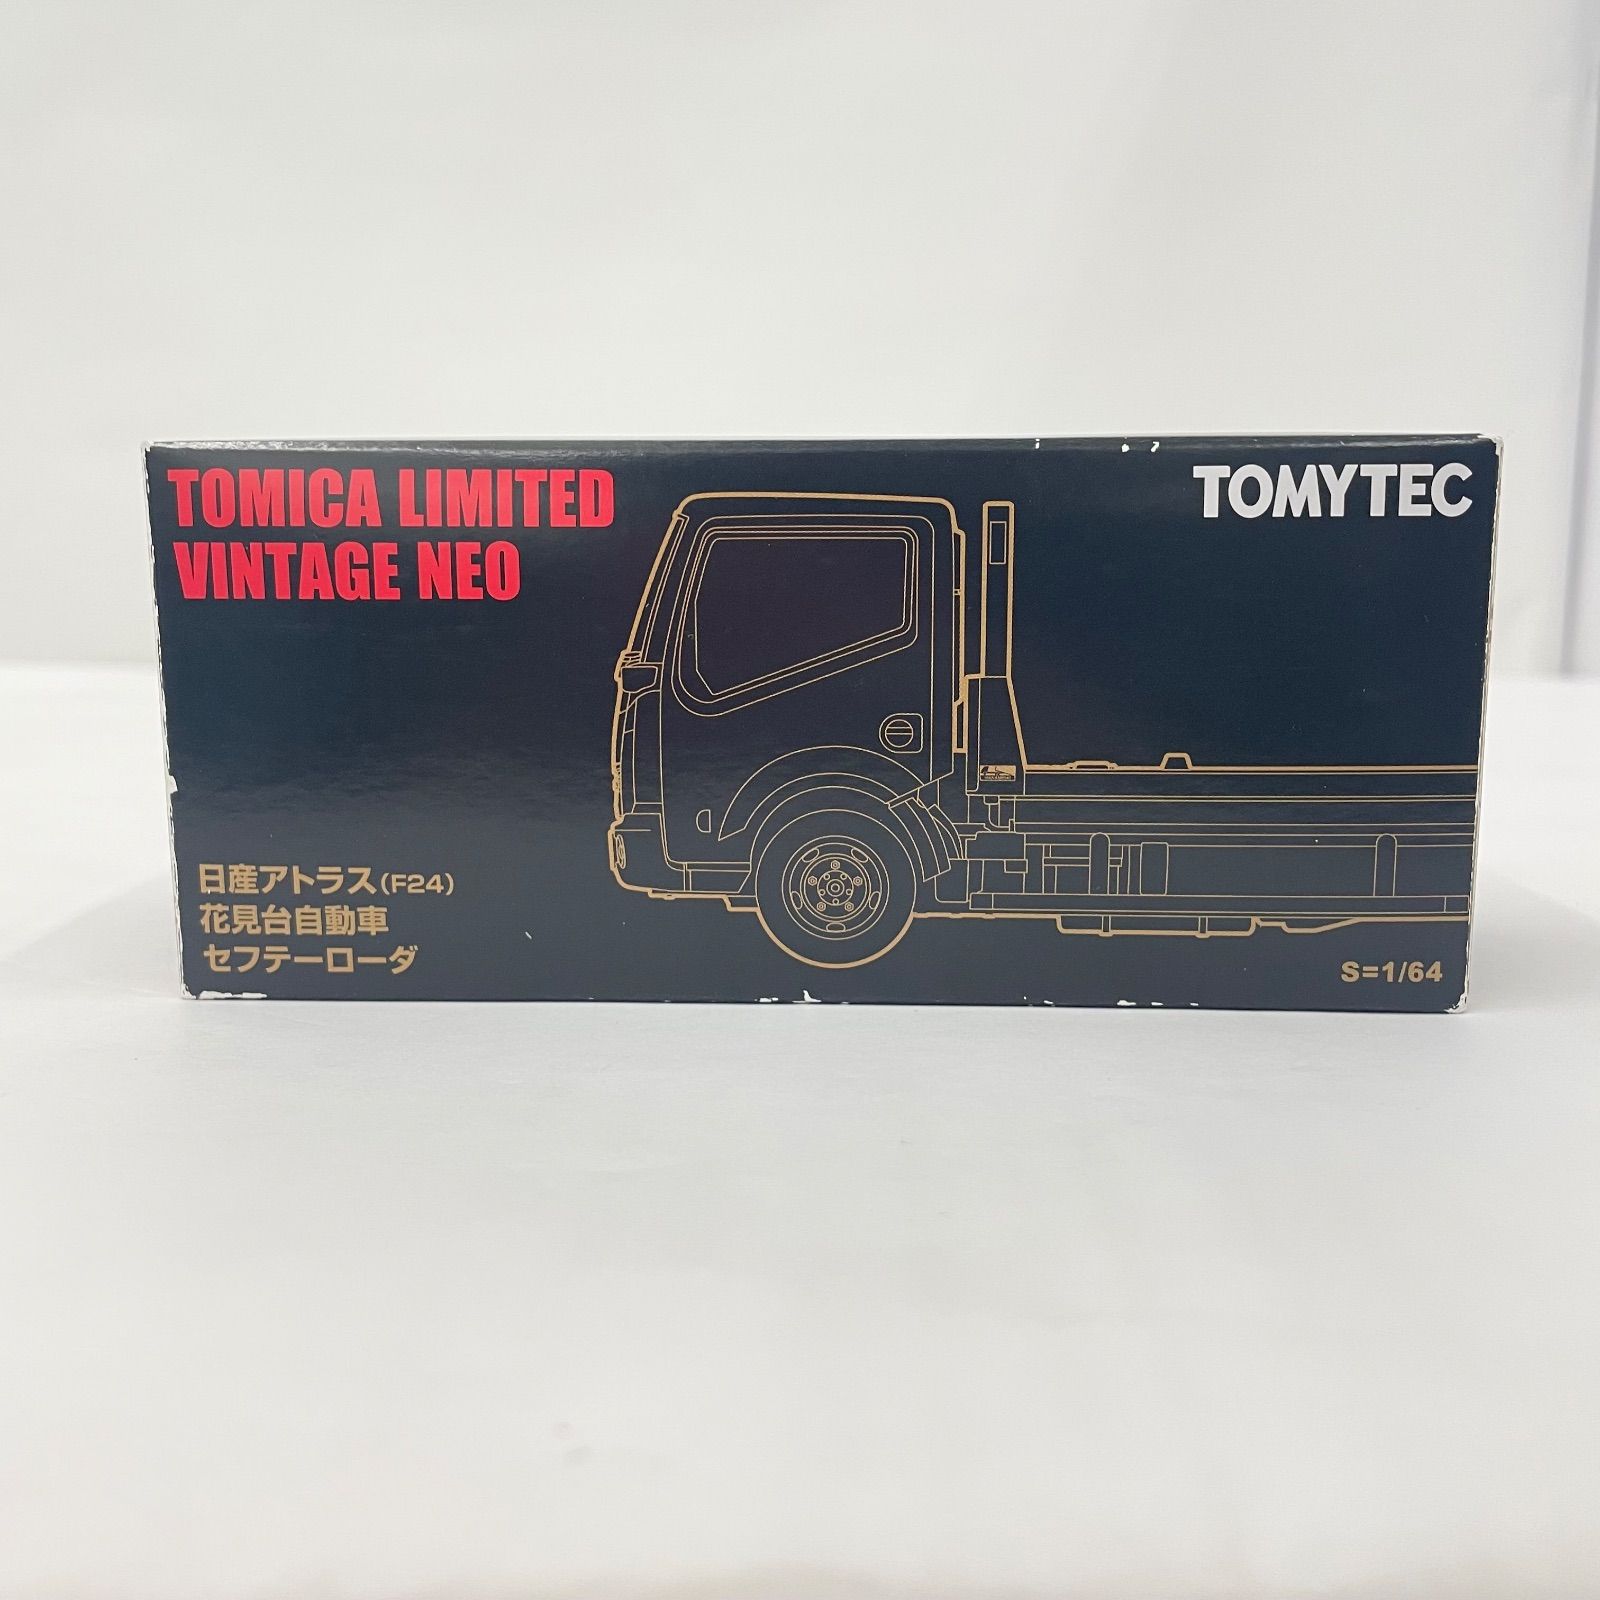 TOMICA LIMITED
VINTAGE NEO
TOMYTEC
日産アトラス(F24)
花見台自動車
セフテーローダ
S=1/64